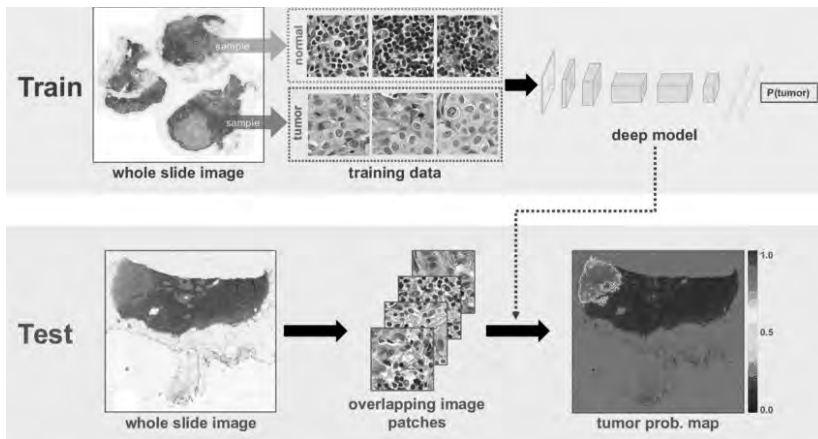 Train
sample
sample
normal
tumor
whole slide image
training data
deep model
P(tumor)
Test
whole slide image
overlapping image
patches
tumor prob. map
1.0
0.5
0.0